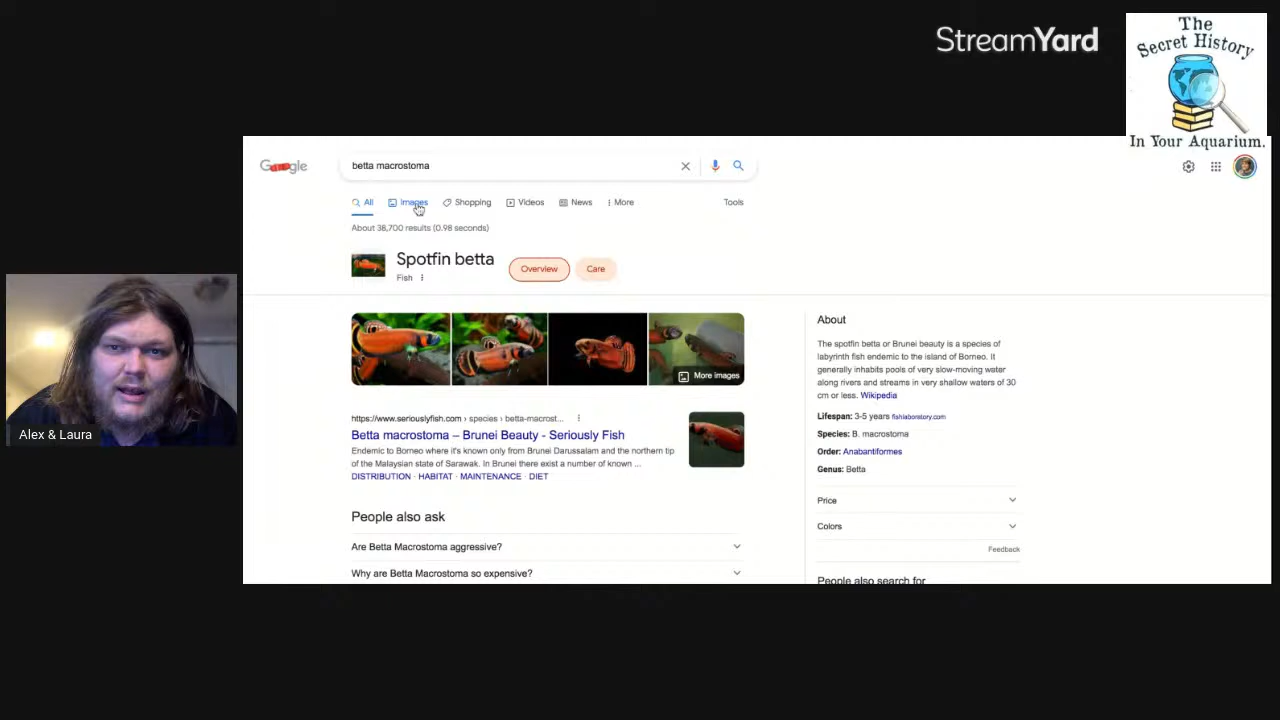 StreamYard
The
Secret History
In Your Aquarium.
Google
betta macrostoma
All
Images
Shopping
Videos
News
More
Tools
About 38,700 results (0.98 seconds)
Spotfin betta
Fish
Overview
Care
More images
https://www.seriouslyfish.com › species › betta-macrost...
Betta macrostoma – Brunei Beauty - Seriously Fish
Endemic to Borneo where it's known only from Brunei Darussalam and the northern tip
of the Malaysian state of Sarawak. In Brunei there exist a number of known ...
DISTRIBUTION · HABITAT · MAINTENANCE · DIET
People also ask
Are Betta Macrostoma aggressive?
Why are Betta Macrostoma so expensive?
About
The spotfin betta or Brunei beauty is a species of
labyrinth fish endemic to the island of Borneo. It
generally inhabits pools of very slow-moving water
along rivers and streams in very shallow waters of 30
cm or less. Wikipedia
Lifespan: 3-5 years fishlaboratory.com
Species: B. macrostoma
Order: Anabantiformes
Genus: Betta
Price
Colors
Feedback
People also search for
Alex & Laura